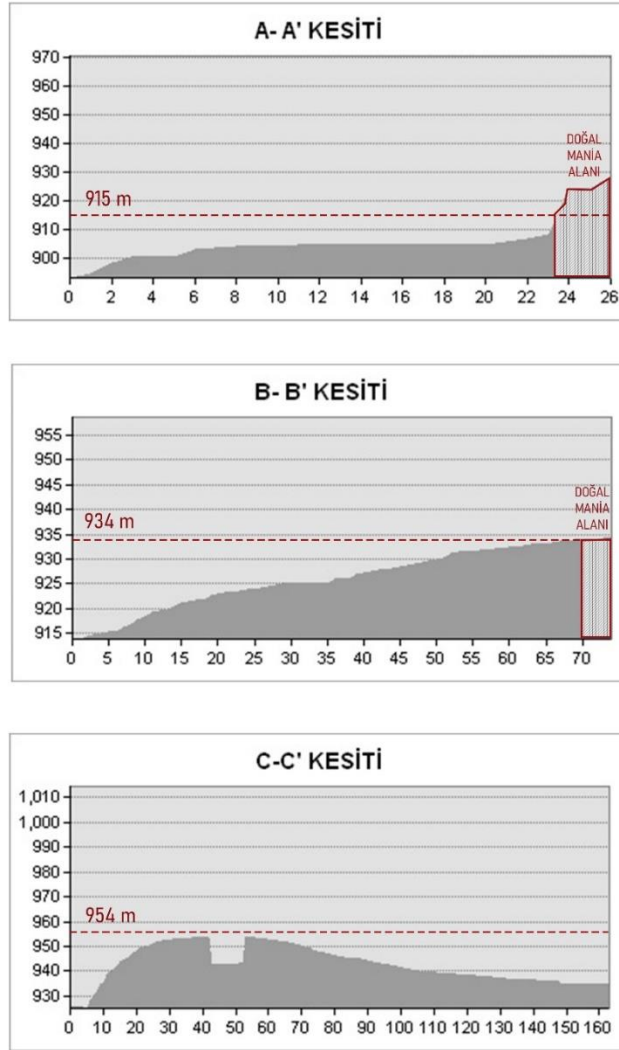 A- A' KESİTİ
970
960
950
940
930
920
910
900
915 m
DOĞAL
MANİA
ALANI
0 2 4 6 8 10 12 14 16 18 20 22 24 26
B- B' KESİTİ
955
950
945
940
935
930
925
920
915
934 m
DOĞAL
MANİA
ALANI
0 5 10 15 20 25 30 35 40 45 50 55 60 65 70
C-C' KESİTİ
1,010
1,000
990
980
970
960
950
940
930
954 m
0 10 20 30 40 50 60 70 80 90 100 110 120 130 140 150 160